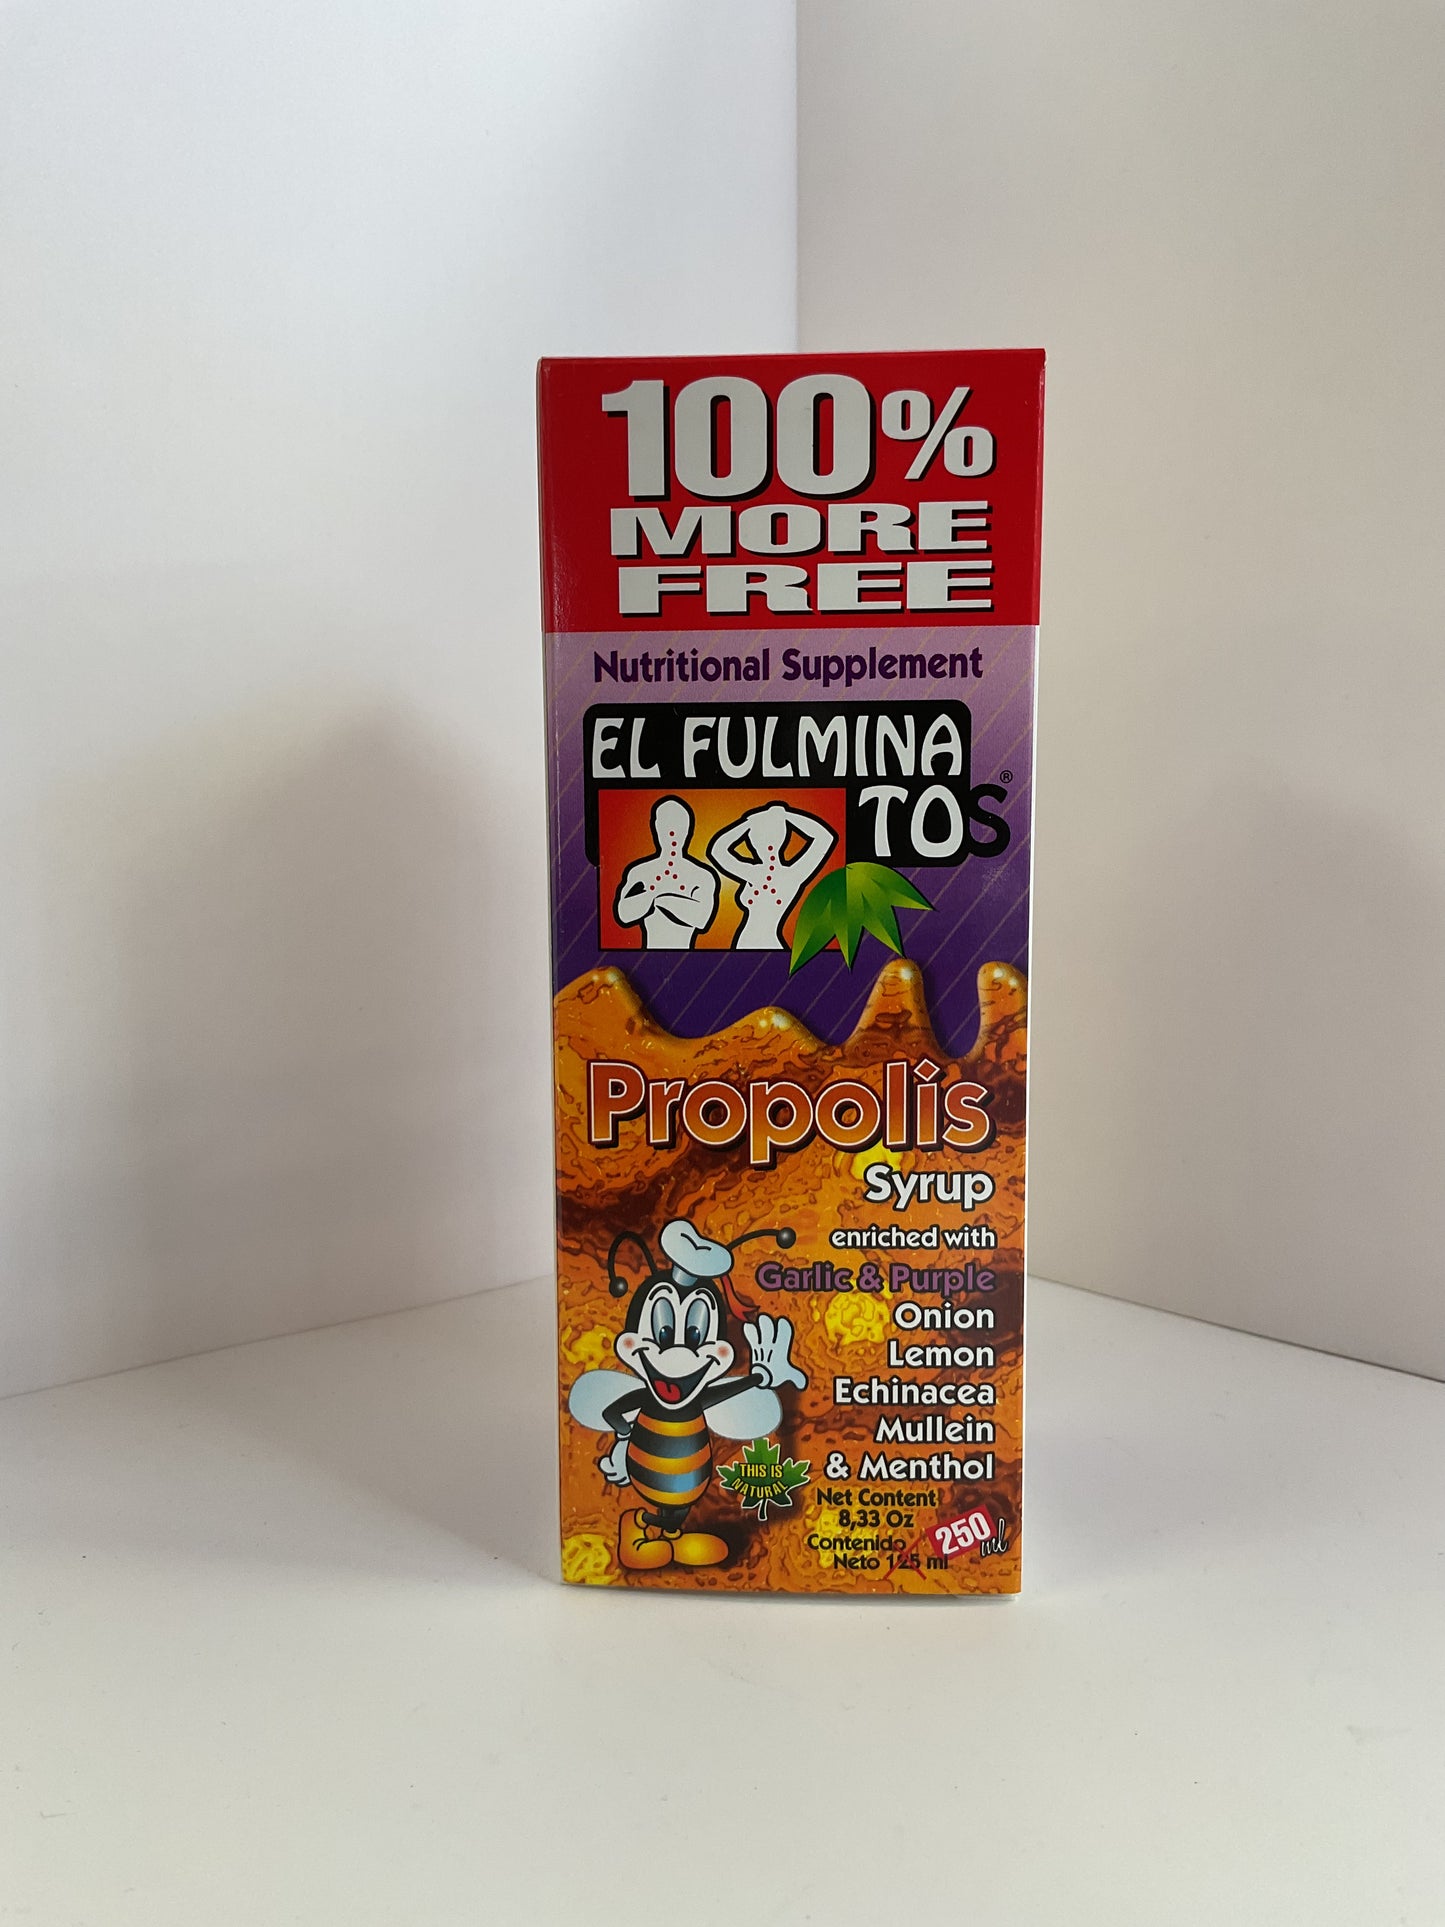 100%
MORE
FREE
Nutritional Supplement
EL FULMINA
TOS®
Propolis
Syrup
enriched with
Garlic & Purple
Onion
Lemon
Echinacea
Mullein
& Menthol
THIS IS
NATURAL
Net Content
8,33 Oz
Contenido
Neto 125 ml
250 ml